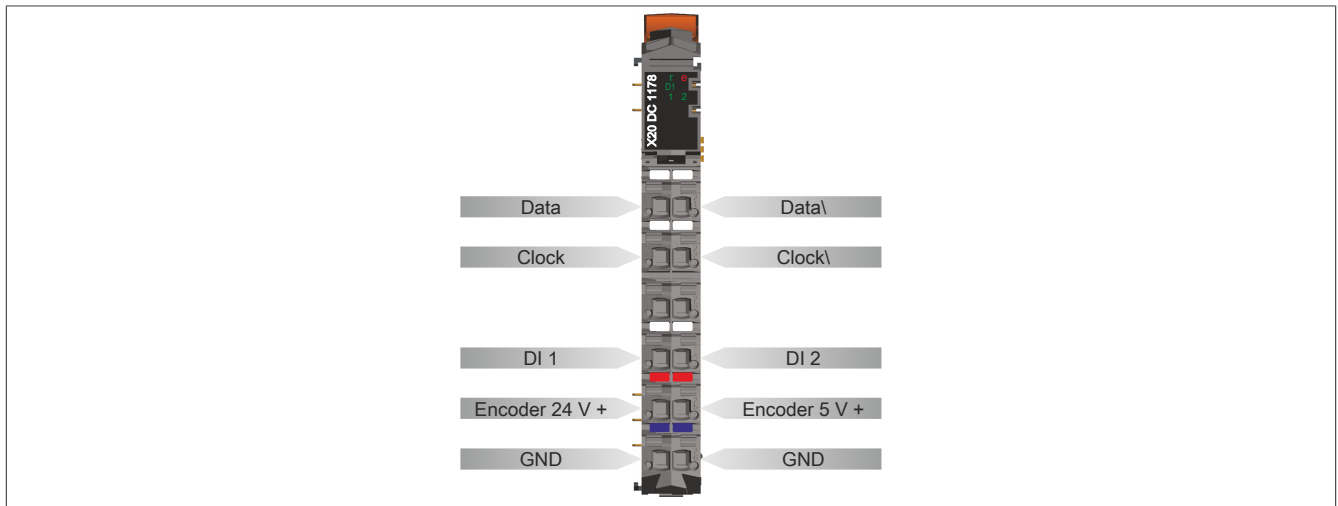 X20 DC 1178
r e
D1
1 2
Data Data\
Clock Clock\
DI 1 DI 2
Encoder 24 V + Encoder 5 V +
GND GND